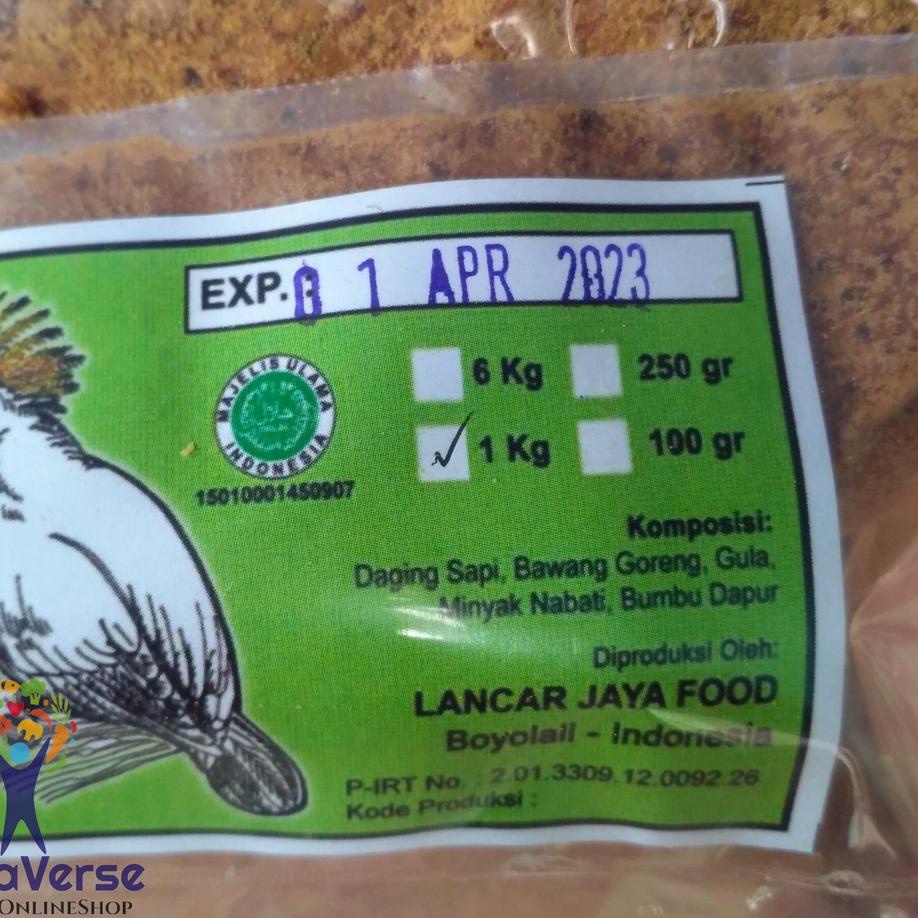 EXP. 01 APR 2023
6 Kg 250 gr
1 Kg 100 gr
MAJELIS ULAMA
INDONESIA
15010001450907
Komposisi:
Daging Sapi, Bawang Goreng, Gula,
Minyak Nabati, Bumbu Dapur
Diproduksi Oleh:
LANCAR JAYA FOOD
Boyolali - Indonesia
P-IRT No. : 2.01.3309.12.0092.26
Kode Produksi :
aVerse
OnlineShop